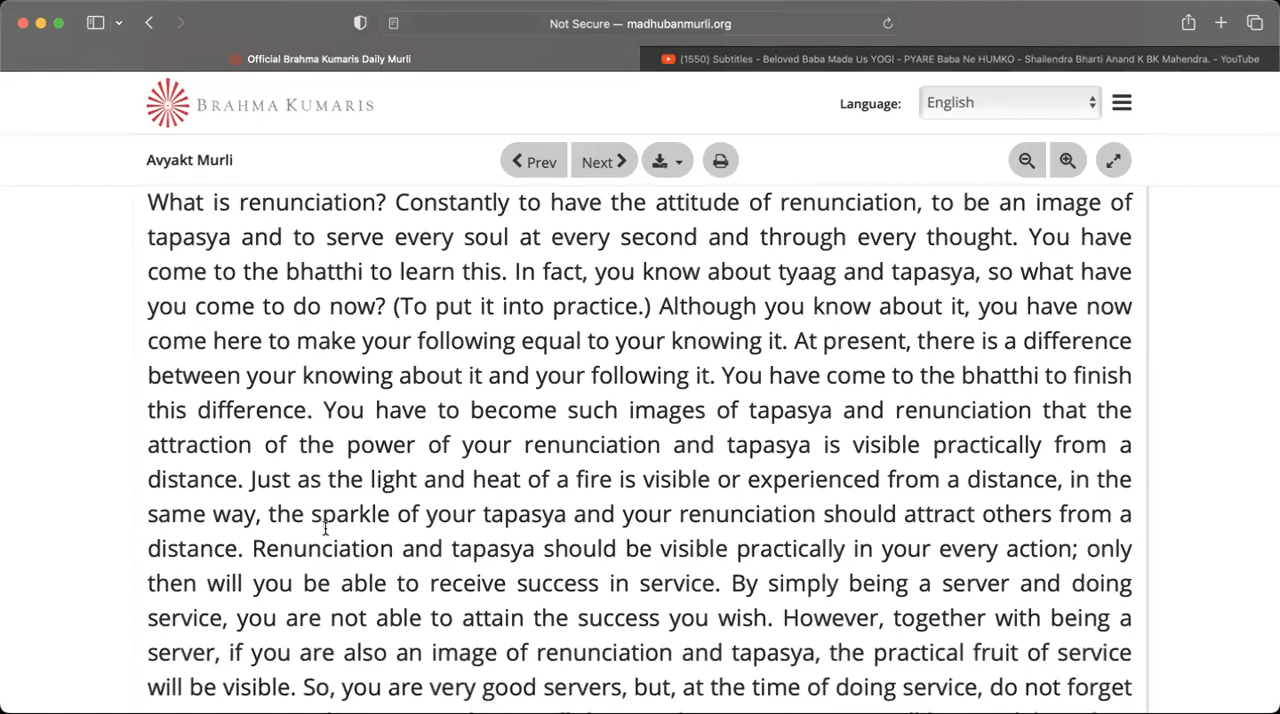 Not Secure — madhubanmurli.org
Official Brahma Kumaris Daily Murli
(1550) Subtitles - Beloved Baba Made Us YOGI - PYARE Baba Ne HUMKO - Shailendra Bharti Anand K BK Mahendra. - YouTube
BRAHMA KUMARIS
Language:
English
Avyakt Murli
Prev
Next
What is renunciation? Constantly to have the attitude of renunciation, to be an image of
tapasya and to serve every soul at every second and through every thought. You have
come to the bhatthi to learn this. In fact, you know about tyaag and tapasya, so what have
you come to do now? (To put it into practice.) Although you know about it, you have now
come here to make your following equal to your knowing it. At present, there is a difference
between your knowing about it and your following it. You have come to the bhatthi to finish
this difference. You have to become such images of tapasya and renunciation that the
attraction of the power of your renunciation and tapasya is visible practically from a
distance. Just as the light and heat of a fire is visible or experienced from a distance, in the
same way, the sparkle of your tapasya and your renunciation should attract others from a
distance. Renunciation and tapasya should be visible practically in your every action; only
then will you be able to receive success in service. By simply being a server and doing
service, you are not able to attain the success you wish. However, together with being a
server, if you are also an image of renunciation and tapasya, the practical fruit of service
will be visible. So, you are very good servers, but, at the time of doing service, do not forget